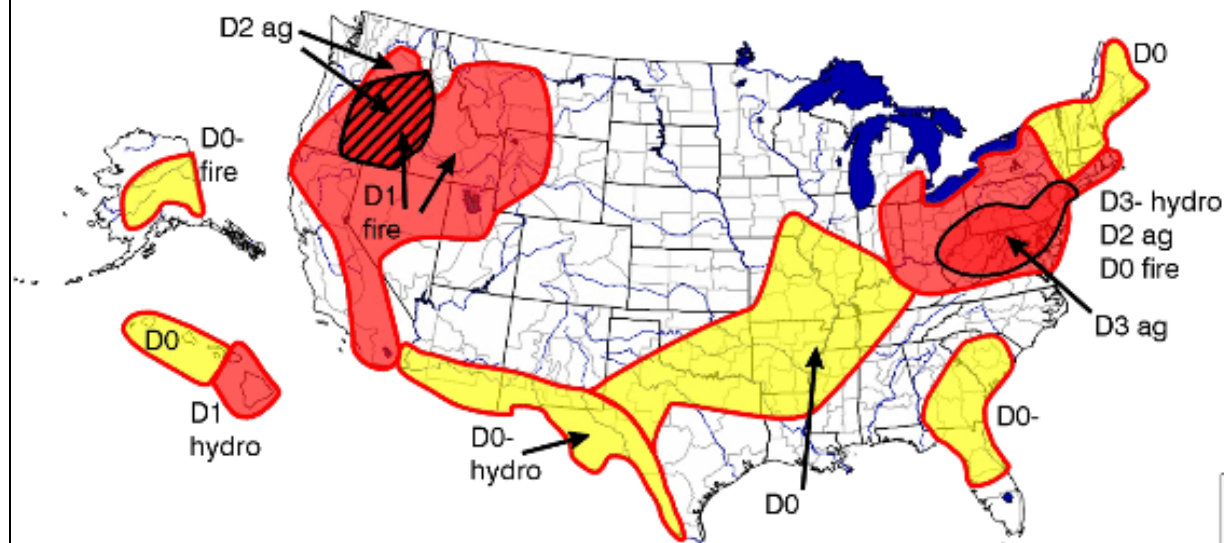 D2 ag
D0
D0-
fire
D1
fire
D3- hydro
D2 ag
D0 fire
D3 ag
D0
D1
hydro
D0-
hydro
D0
D0-